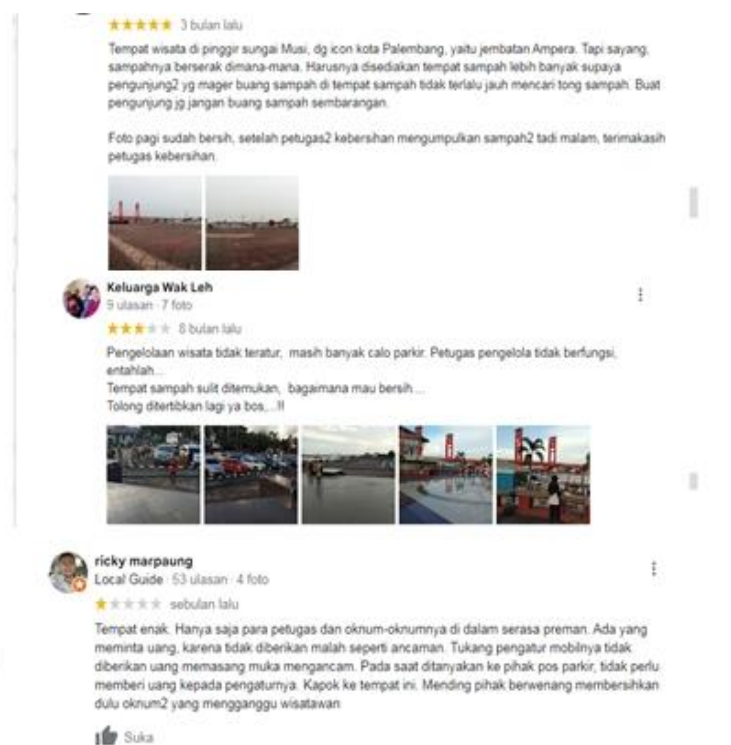 3 bulan lalu
Tempat wisata di pinggir sungai Musi, dg icon kota Palembang, yaitu jembatan Ampera. Tapi sayang,
sampahnya berserak dimana-mana. Harusnya disediakan tempat sampah lebih banyak supaya
pengunjung2 yg mager buang sampah di tempat sampah tidak terlalu jauh mencari tong sampah. Buat
pengunjung jg jangan buang sampah sembarangan.
Foto pagi sudah bersih, setelah petugas2 kebersihan mengumpulkan sampah2 tadi malam, terimakasih
petugas kebersihan.
Keluarga Wak Leh
9 ulasan · 7 foto
8 bulan lalu
Pengelolaan wisata tidak teratur, masih banyak calo parkir. Petugas pengelola tidak berfungsi,
entahlah...
Tempat sampah sulit ditemukan, bagaimana mau bersih....
Tolong ditertibkan lagi ya bos,...!!
ricky marpaung
Local Guide · 53 ulasan · 4 foto
sebulan lalu
Tempat enak. Hanya saja para petugas dan oknum-oknumnya di dalam serasa preman. Ada yang
meminta uang, karena tidak diberikan malah seperti ancaman. Tukang pengatur mobilnya tidak
diberikan uang memasang muka mengancam. Pada saat ditanyakan ke pihak pos parkir, tidak perlu
memberi uang kepada pengaturnya. Kapok ke tempat ini. Mending pihak berwenang membersihkan
dulu oknum2 yang mengganggu wisatawan
Suka